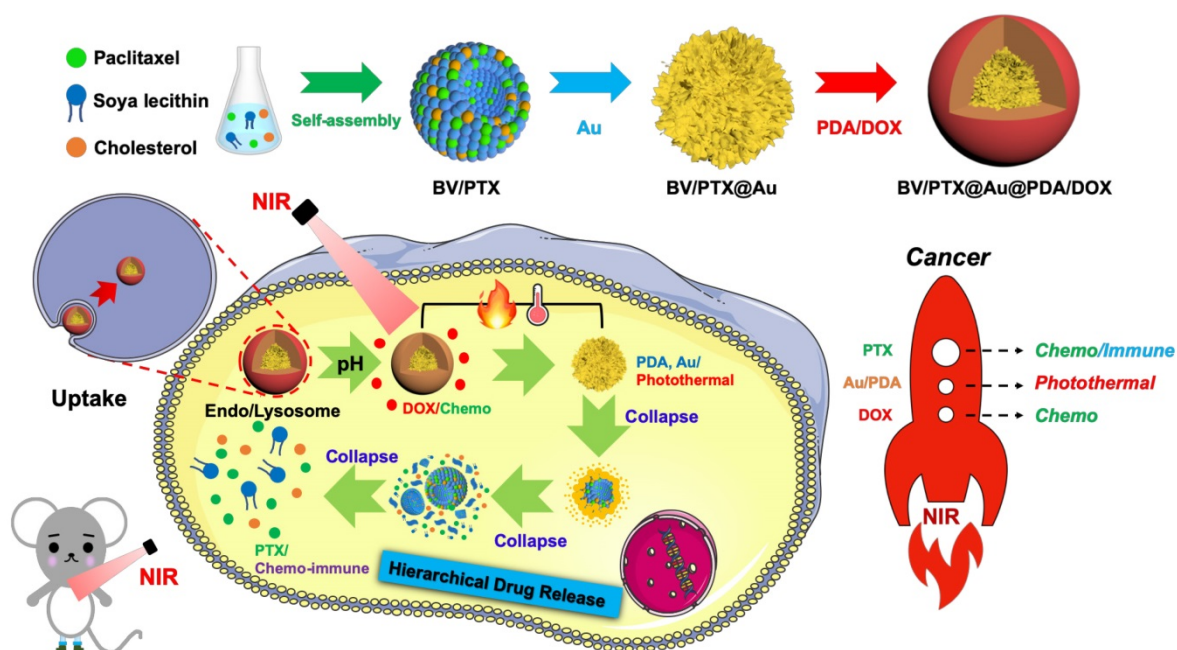 Paclitaxel
Soya lecithin
Cholesterol
Self-assembly
BV/PTX
Au
BV/PTX@Au
PDA/DOX
BV/PTX@Au@PDA/DOX
NIR
Uptake
Endo/Lysosome
pH
DOX/Chemo
PDA, Au/
Photothermal
Collapse
Collapse
Collapse
PTX/
Chemo-immune
Hierarchical Drug Release
NIR
Cancer
PTX
Chemo/Immune
Au/PDA
Photothermal
DOX
Chemo
NIR